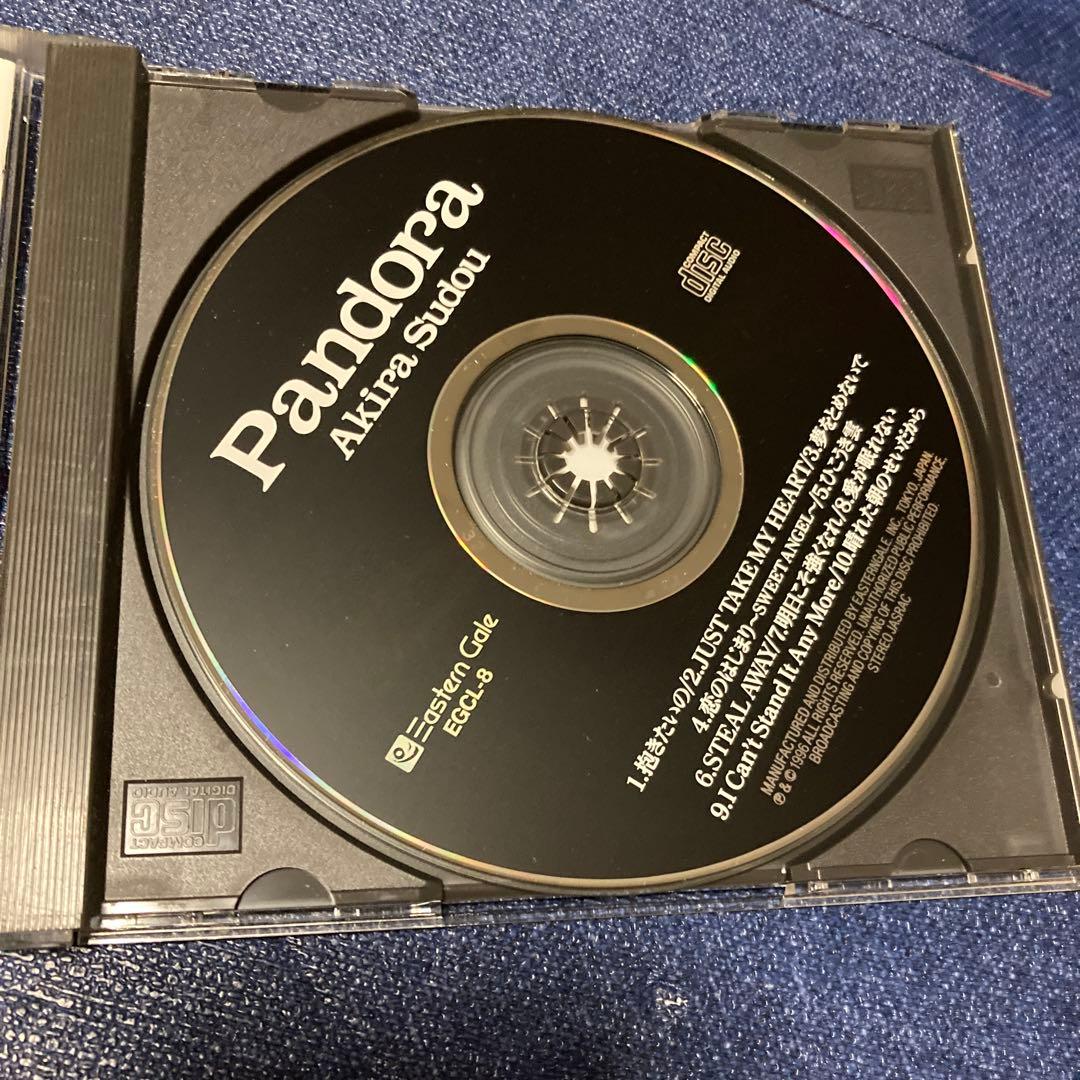 Pandora
Akira Sudou
COMPACT
disc
DIGITAL AUDIO
Eastern Gale
EGCL-8
1.抱きたいの/2.JUST TAKE MY HEART/3.夢をとめないで
4.恋のはじまり~SWEET ANGEL~/5.ひこうき雲
6.STEAL AWAY/7.明日こそ強くなれ/8.愛が眠れない
9.I Can't Stand It Any More/10.晴れた朝のせいだから
MANUFACTURED AND DISTRIBUTED BY EASTERNGALE, INC. TOKYO, JAPAN.
℗ & © 1996 ALL RIGHTS RESERVED. UNAUTHORIZED PUBLIC PERFORMANCE.
BROADCASTING AND COPYING OF THIS DISC PROHIBITED
STEREO JASRAC
3
COMPACT
disc
DIGITAL AUDIO